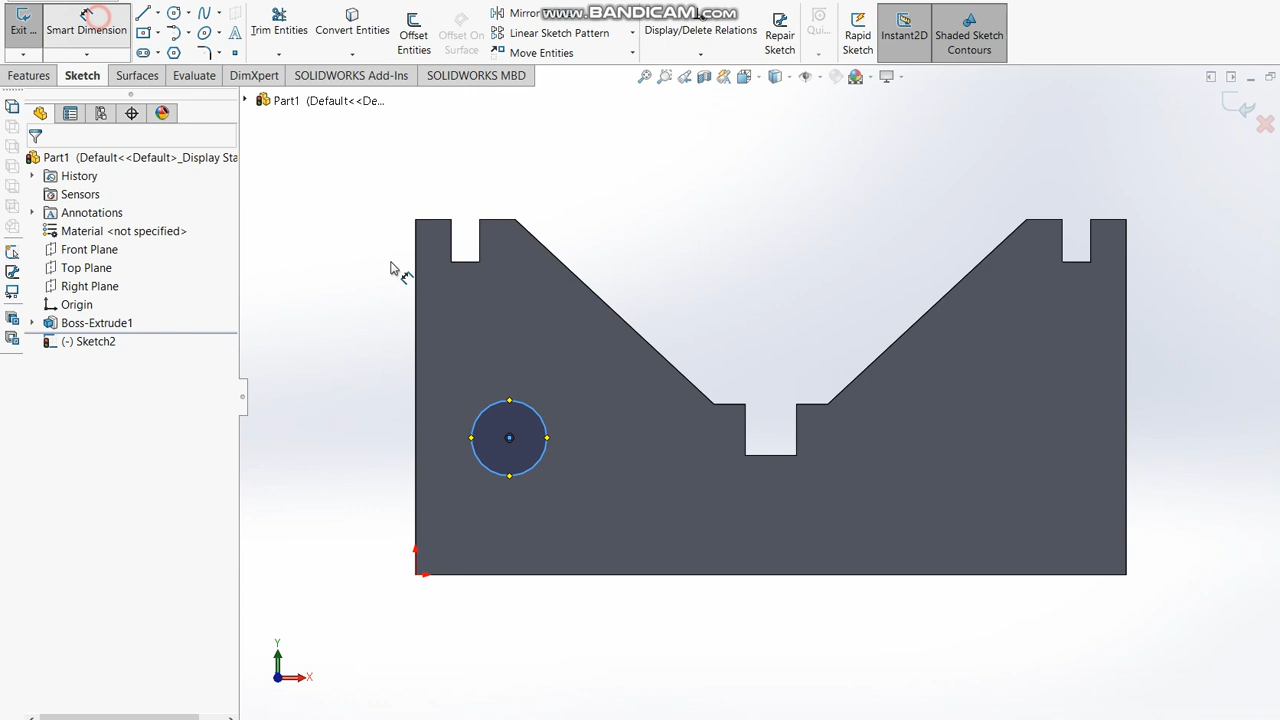 www.BANDICAM.com
Exit ...
Smart Dimension
Trim Entities
Convert Entities
Offset Entities
Offset On Surface
Mirror
Linear Sketch Pattern
Move Entities
Display/Delete Relations
Repair Sketch
Qui...
Rapid Sketch
Instant2D
Shaded Sketch Contours
Features
Sketch
Surfaces
Evaluate
DimXpert
SOLIDWORKS Add-Ins
SOLIDWORKS MBD
Part1 (Default<<De...
Part1 (Default<<Default>_Display Sta
History
Sensors
Annotations
Material <not specified>
Front Plane
Top Plane
Right Plane
Origin
Boss-Extrude1
(-) Sketch2
Y
X